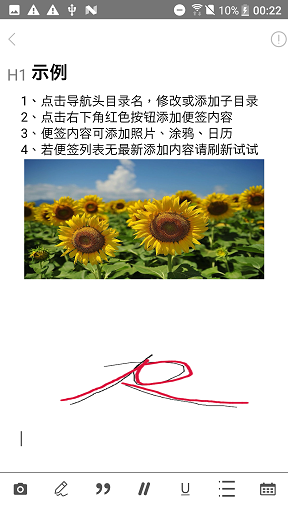 10% 00:22
H1 示例
1、点击导航头目录名，修改或添加子目录
2、点击右下角红色按钮添加便签内容
3、便签内容可添加照片、涂鸦、日历
4、若便签列表无最新添加内容请刷新试试